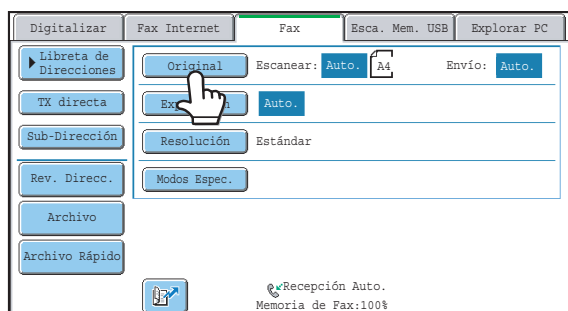 Digitalizar Fax Internet Fax Esca. Mem. USB Explorar PC
Libreta de
Direcciones
Original Escanear: Auto. A4 Envío: Auto.
TX directa
Auto.
Sub-Dirección
Resolución Estándar
Rev. Direcc.
Modos Espec.
Archivo
Archivo Rápido
Recepción Auto.
Memoria de Fax:100%